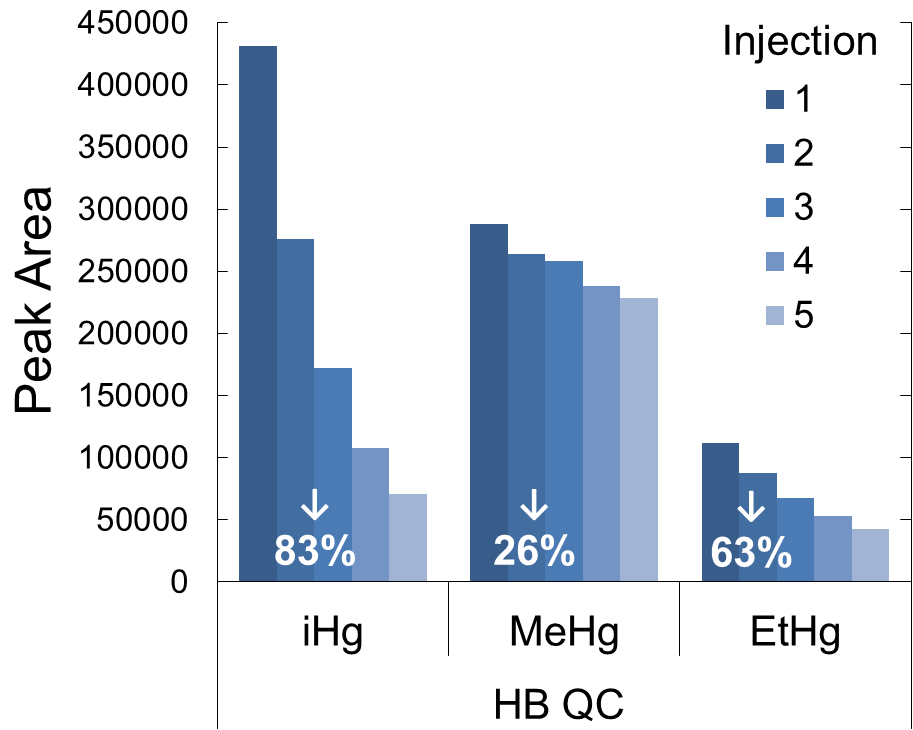 450000
400000
350000
300000
250000
200000
150000
100000
50000
0
Peak Area
Injection
1
2
3
4
5
↓ ↓ ↓
83% 26% 63%
iHg MeHg EtHg
HB QC